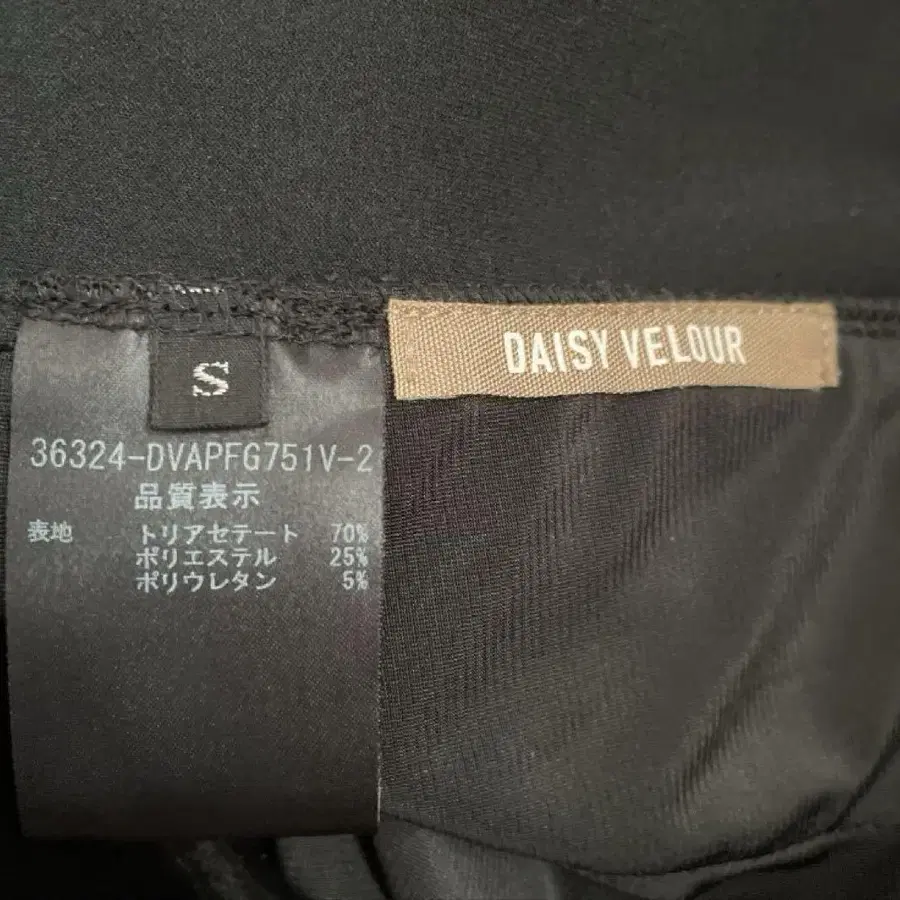 S
DAISY VELOUR
36324-DVAPFG751V-2
品質表示
表地 トリアセテート 70%
ポリエステル 25%
ポリウレタン 5%